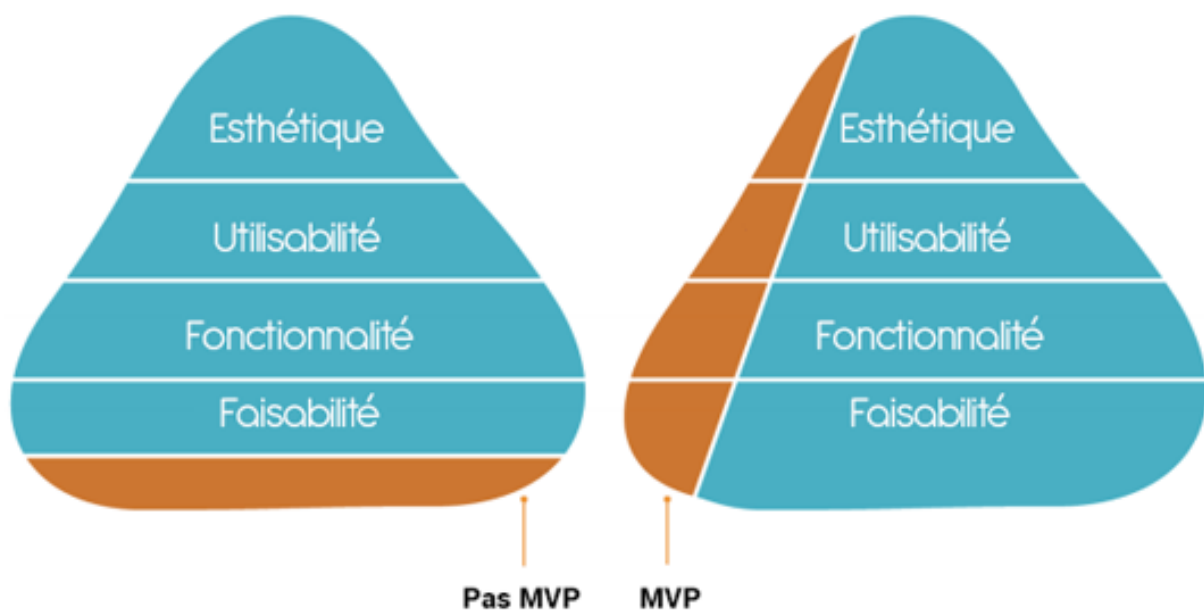 Esthétique
Utilisabilité
Fonctionnalité
Faisabilité
Pas MVP
Esthétique
Utilisabilité
Fonctionnalité
Faisabilité
MVP